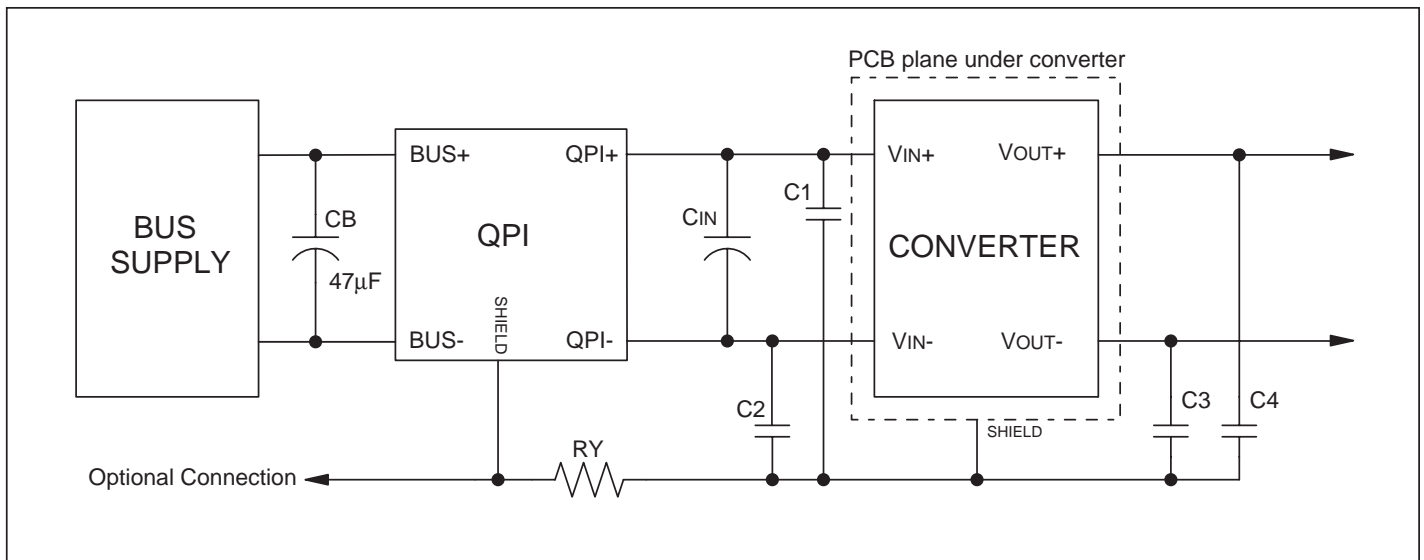 PCB plane under converter
BUS
SUPPLY
CB
47μF
BUS+
QPI+
QPI
SHIELD
BUS-
QPI-
CIN
C1
C2
VIN+
VOUT+
CONVERTER
VIN-
VOUT-
SHIELD
C3
C4
RY
Optional Connection